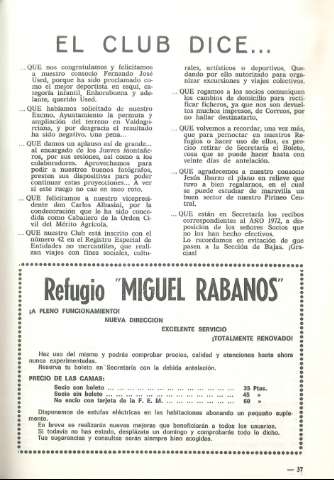 EL CLUB DICE...
... QUE nos congratulamos y felicitamos
a nuestro consocio Fernando José
Used, porque ha sido proclamado co-
mo el mejor deportista en esquí, ca-
tegoría infantil. Enhorabuena y ade-
lante, querido Used.
... QUE habíamos solicitado de nuestro
Excmo. Ayuntamiento la permuta y
ampliación del terreno en Valdegu-
rriana, y por desgracia el resultado
ha sido negativo, una pena...
... QUE damos un aplauso así de grande...
al encargado de los Jueves Montañe-
ros, por sus sesiones, así como a los
colaboradores. Aprovechamos para
pedir a nuestros buenos fotógrafos,
presten sus diapositivas para poder
continuar estas proyecciones... A ver
si este ruego no cae en saco roto.
... QUE felicitamos a nuestro vicepresi-
dente don Carlos Albasini, por la
condecoración que le ha sido conce-
dida como Caballero de la Orden Ci-
vil del Mérito Agrícola.
... QUE nuestro Club está inscrito con el
número 42 en el Registro Especial de
Entidades no mercantiles, que reali-
zan viajes con fines sociales, cultu-
rales, artísticos o deportivos. Que-
dando por ello autorizado para orga-
nizar excursiones y viajes colectivos.
... QUE rogamos a los socios comuniquen
los cambios de domicilio para recti-
ficar ficheros, ya que nos son devuel-
tos muchos impresos, de Correos, por
no hallar destinatario.
... QUE volvemos a recordar, una vez más,
que para pernoctar en nuestros Re-
fugios o hacer uso de ellos, es pre-
ciso retirar de Secretaría el Boleto,
cosa que se puede hacer hasta con
veinte días de antelación.
... QUE agradecemos a nuestro consocio
Jesús Ibarzo el plano en relieve que
tuvo a bien regalarnos, en el cual
se puede estudiar de maravilla un
buen sector de nuestro Pirineo Cen-
tral.
... QUE están en Secretaría los recibos
correspondientes al AÑO 1972, a dis-
posición de los señores Socios que
no los han hecho efectivos.
Lo recordamos en evitación de que
pasen a la Sección de Bajas. ¡Gra-
cias!
Refugio "MIGUEL RABANOS"
¡A PLENO FUNCIONAMIENTO!
NUEVA DIRECCION
EXCELENTE SERVICIO
¡TOTALMENTE RENOVADO!
Haz uso del mismo y podrás comprobar precios, calidad y atenciones hasta ahora
nunca experimentadas.
Reserva tu boleto en Secretaría con la debida antelación.
PRECIO DE LAS CAMAS:
Socio con boleto ... ... ... ... ... ... ... ... 35 Ptas.
Socio sin boleto ... ... ... ... ... ... ... ... 45 »
No socio con tarjeta de la F. E. M. ... ... ... ... 60 »
Disponemos de estufas eléctricas en las habitaciones abonando un pequeño suple-
mento.
En breve se realizarán nuevas mejoras que beneficiarán a todos los usuarios.
Si todavía no has estado, desplázate un domingo y comprobarás todo lo dicho.
Tus sugerencias y consultas serán siempre bien acogidas.
— 37